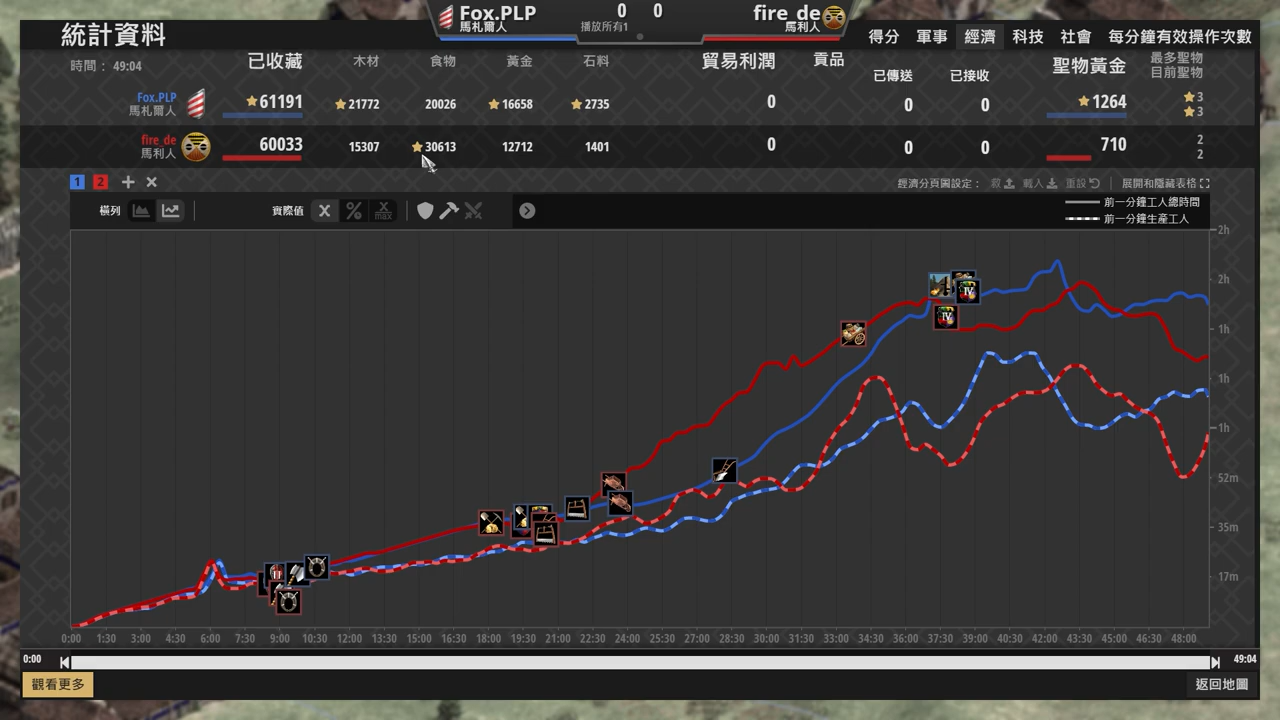 Fox.PLP
馬札爾人
0
0
播放所有1
fire_de
馬利人
統計資料
得分
軍事
經濟
科技
社會
每分鐘有效操作次數
時間： 49:04
已收藏
木材
食物
黃金
石料
貿易利潤
貢品
已傳送
已接收
聖物黃金
最多聖物
目前聖物
Fox.PLP
馬札爾人
61191
21772
20026
16658
2735
0
0
0
1264
3
3
fire_de
馬利人
60033
15307
30613
12712
1401
0
0
0
710
2
2
1
2
經濟分頁圖設定：
載入
重設
展開和隱藏表格
橫列
實際值
X
%
X
max
前一分鐘工人總時間
前一分鐘生產工人
2h
2h
1h
1h
1h
52m
35m
17m
IV
IV
0:00 1:30 3:00 4:30 6:00 7:30 9:00 10:30 12:00 13:30 15:00 16:30 18:00 19:30 21:00 22:30 24:00 25:30 27:00 28:30 30:00 31:30 33:00 34:30 36:00 37:30 39:00 40:30 42:00 43:30 45:00 46:30 48:00
0:00
49:04
觀看更多
返回地圖